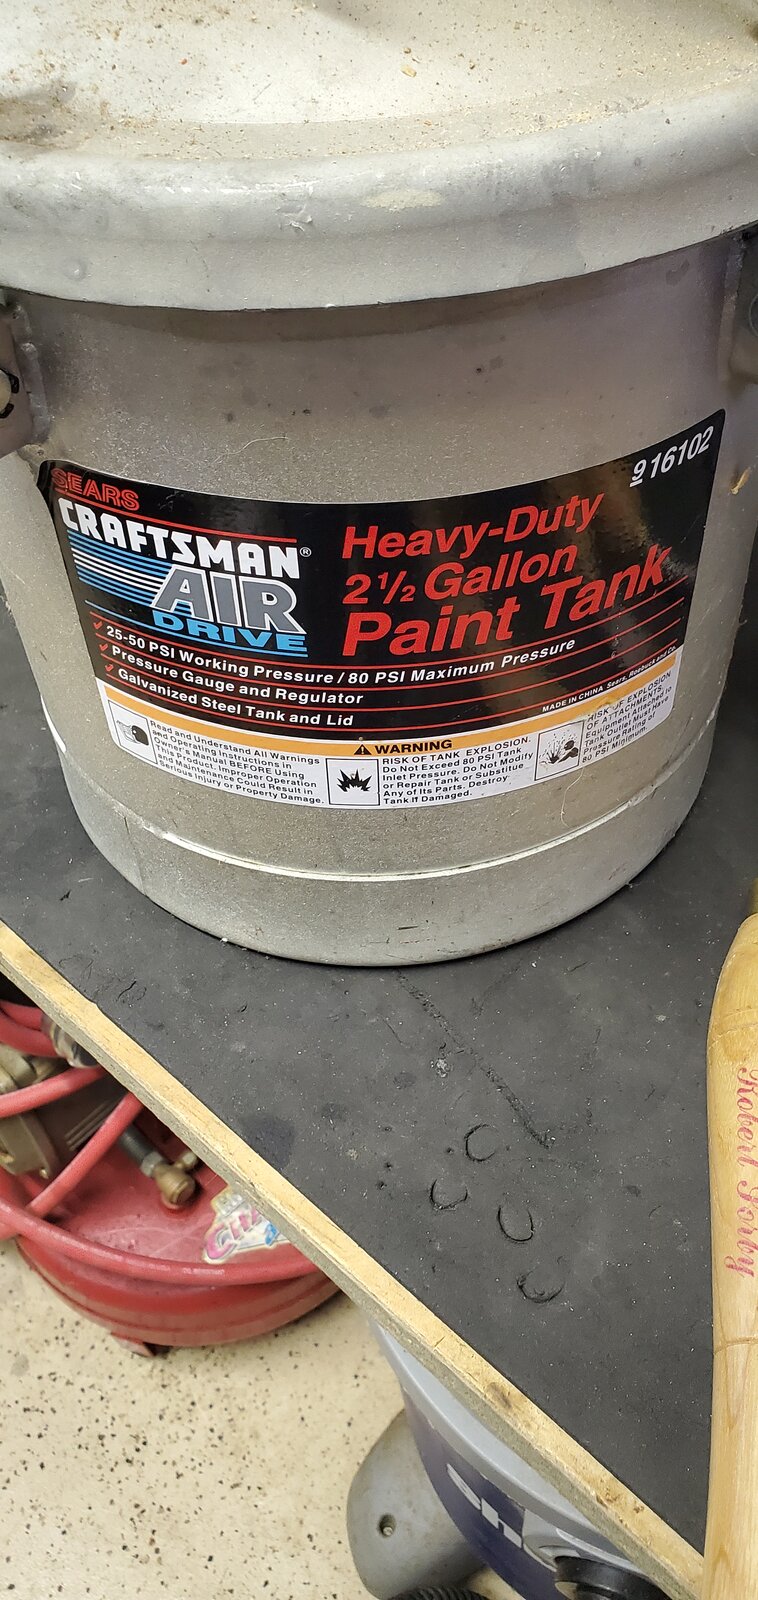 916102
SEARS
CRAFTSMAN®
AIR
DRIVE
Heavy-Duty
2 1/2 Gallon
Paint Tank
✓ 25-50 PSI Working Pressure / 80 PSI Maximum Pressure
✓ Pressure Gauge and Regulator
✓ Galvanized Steel Tank and Lid
MADE IN CHINA Sears, Roebuck and Co.
⚠ WARNING
Read and Understand All Warnings
and Operating Instructions in
Owner's Manual BEFORE Using
This Product. Improper Operation
and Maintenance Could Result in
Serious Injury or Property Damage.
RISK OF TANK EXPLOSION.
Do Not Exceed 80 PSI Tank
Inlet Pressure. Do Not Modify
or Repair Tank or Substitute
Any of Its Parts. Destroy
Tank If Damaged.
RISK OF EXPLOSION
OF ATTACHMENTS.
Equipment Attached to
Tank Outlet Must Have
Pressure Rating of
80 PSI Minimum.
Robert Sorby